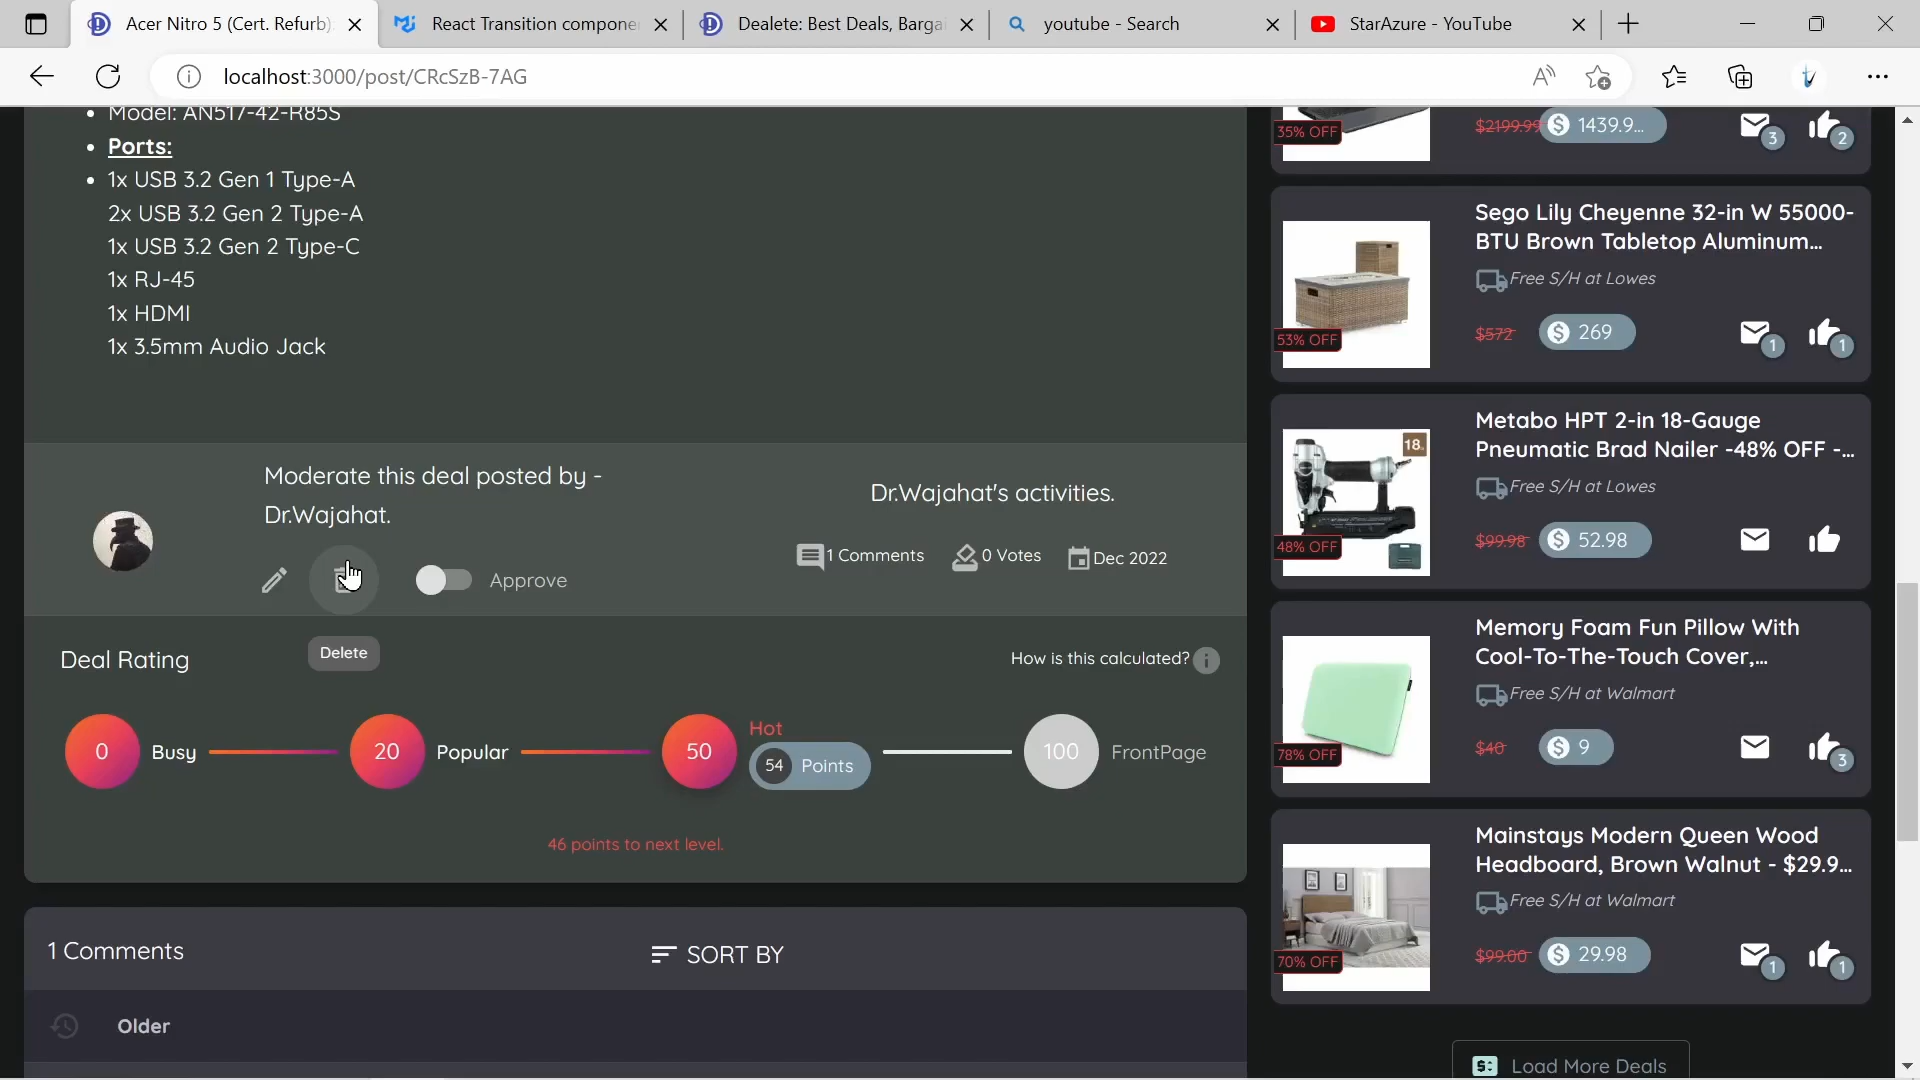 Acer Nitro 5 (Cert. Refurb)
React Transition compone
Dealete: Best Deals, Barga
youtube - Search
StarAzure - YouTube
localhost:3000/post/CRcSzB-7AG
Model: AN517-42-R85S
Ports:
1x USB 3.2 Gen 1 Type-A
2x USB 3.2 Gen 2 Type-A
1x USB 3.2 Gen 2 Type-C
1x RJ-45
1x HDMI
1x 3.5mm Audio Jack
Moderate this deal posted by -
Dr.Wajahat.
Approve
Delete
Dr.Wajahat's activities.
1 Comments 0 Votes Dec 2022
Deal Rating
How is this calculated?
0 Busy 20 Popular 50 Hot 54 Points 100 FrontPage
46 points to next level.
1 Comments
SORT BY
Older
35% OFF
$2199.99 $ 1439.9... 3 2
Sego Lily Cheyenne 32-in W 55000-
BTU Brown Tabletop Aluminum...
Free S/H at Lowes
53% OFF
$572 $ 269 1 1
Metabo HPT 2-in 18-Gauge
Pneumatic Brad Nailer -48% OFF -...
Free S/H at Lowes
18
48% OFF
$99.98 $ 52.98
Memory Foam Fun Pillow With
Cool-To-The-Touch Cover,...
Free S/H at Walmart
78% OFF
$40 $ 9 3
Mainstays Modern Queen Wood
Headboard, Brown Walnut - $29.9...
Free S/H at Walmart
70% OFF
$99.00 $ 29.98 1 1
Load More Deals